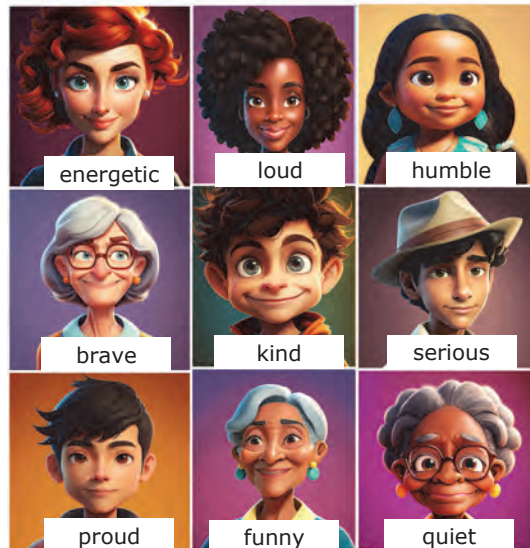 energetic
loud
humble
brave
kind
serious
proud
funny
quiet